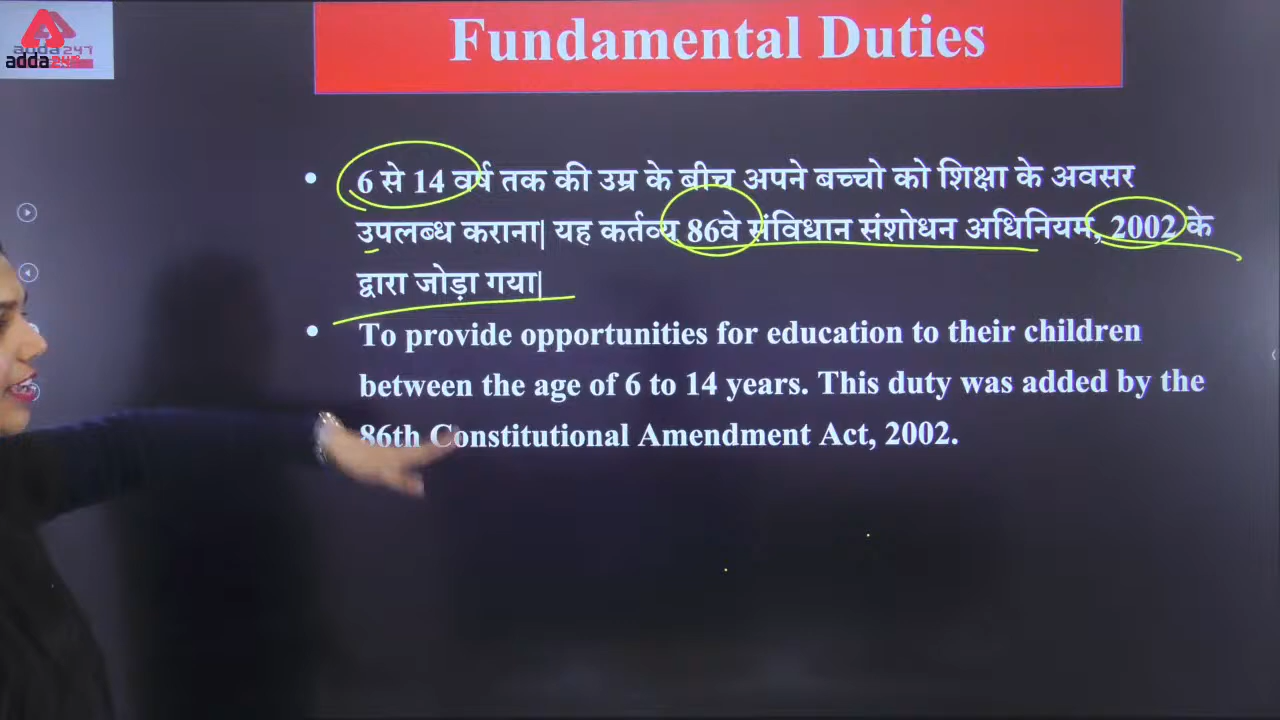 adda247
adda247
Fundamental Duties
• 6 से 14 वर्ष तक की उम्र के बीच अपने बच्चो को शिक्षा के अवसर
उपलब्ध कराना| यह कर्तव्य 86वे संविधान संशोधन अधिनियम, 2002 के
द्वारा जोड़ा गया|
• To provide opportunities for education to their children
between the age of 6 to 14 years. This duty was added by the
86th Constitutional Amendment Act, 2002.